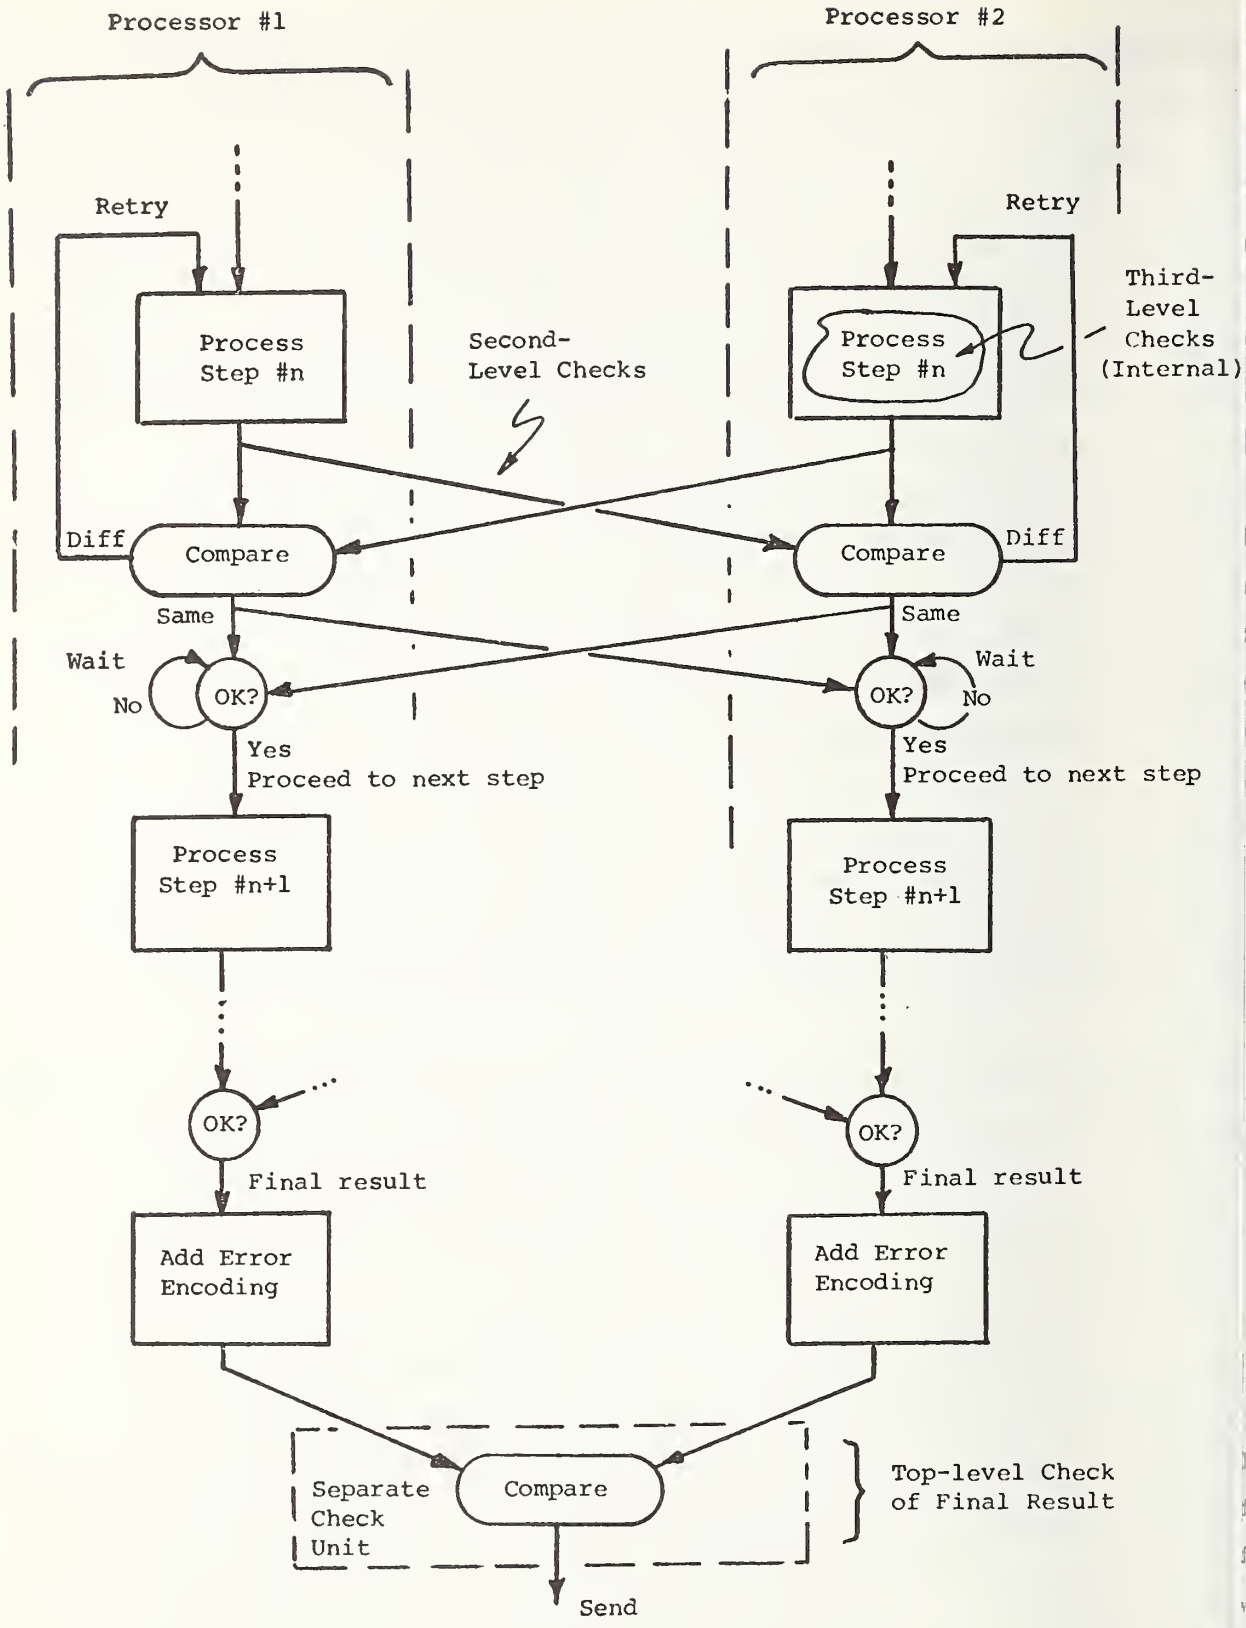 Processor #1
Processor #2
Retry
Retry
Process
Step #n
Second-
Level Checks
Process
Step #n
Third-
Level
Checks
(Internal)
Diff
Compare
Compare
Diff
Same
Same
Wait
No
OK?
OK?
Wait
No
Yes
Proceed to next step
Yes
Proceed to next step
Process
Step #n+1
Process
Step #n+1
OK?
OK?
Final result
Final result
Add Error
Encoding
Add Error
Encoding
Separate
Check
Unit
Compare
Top-level Check
of Final Result
Send